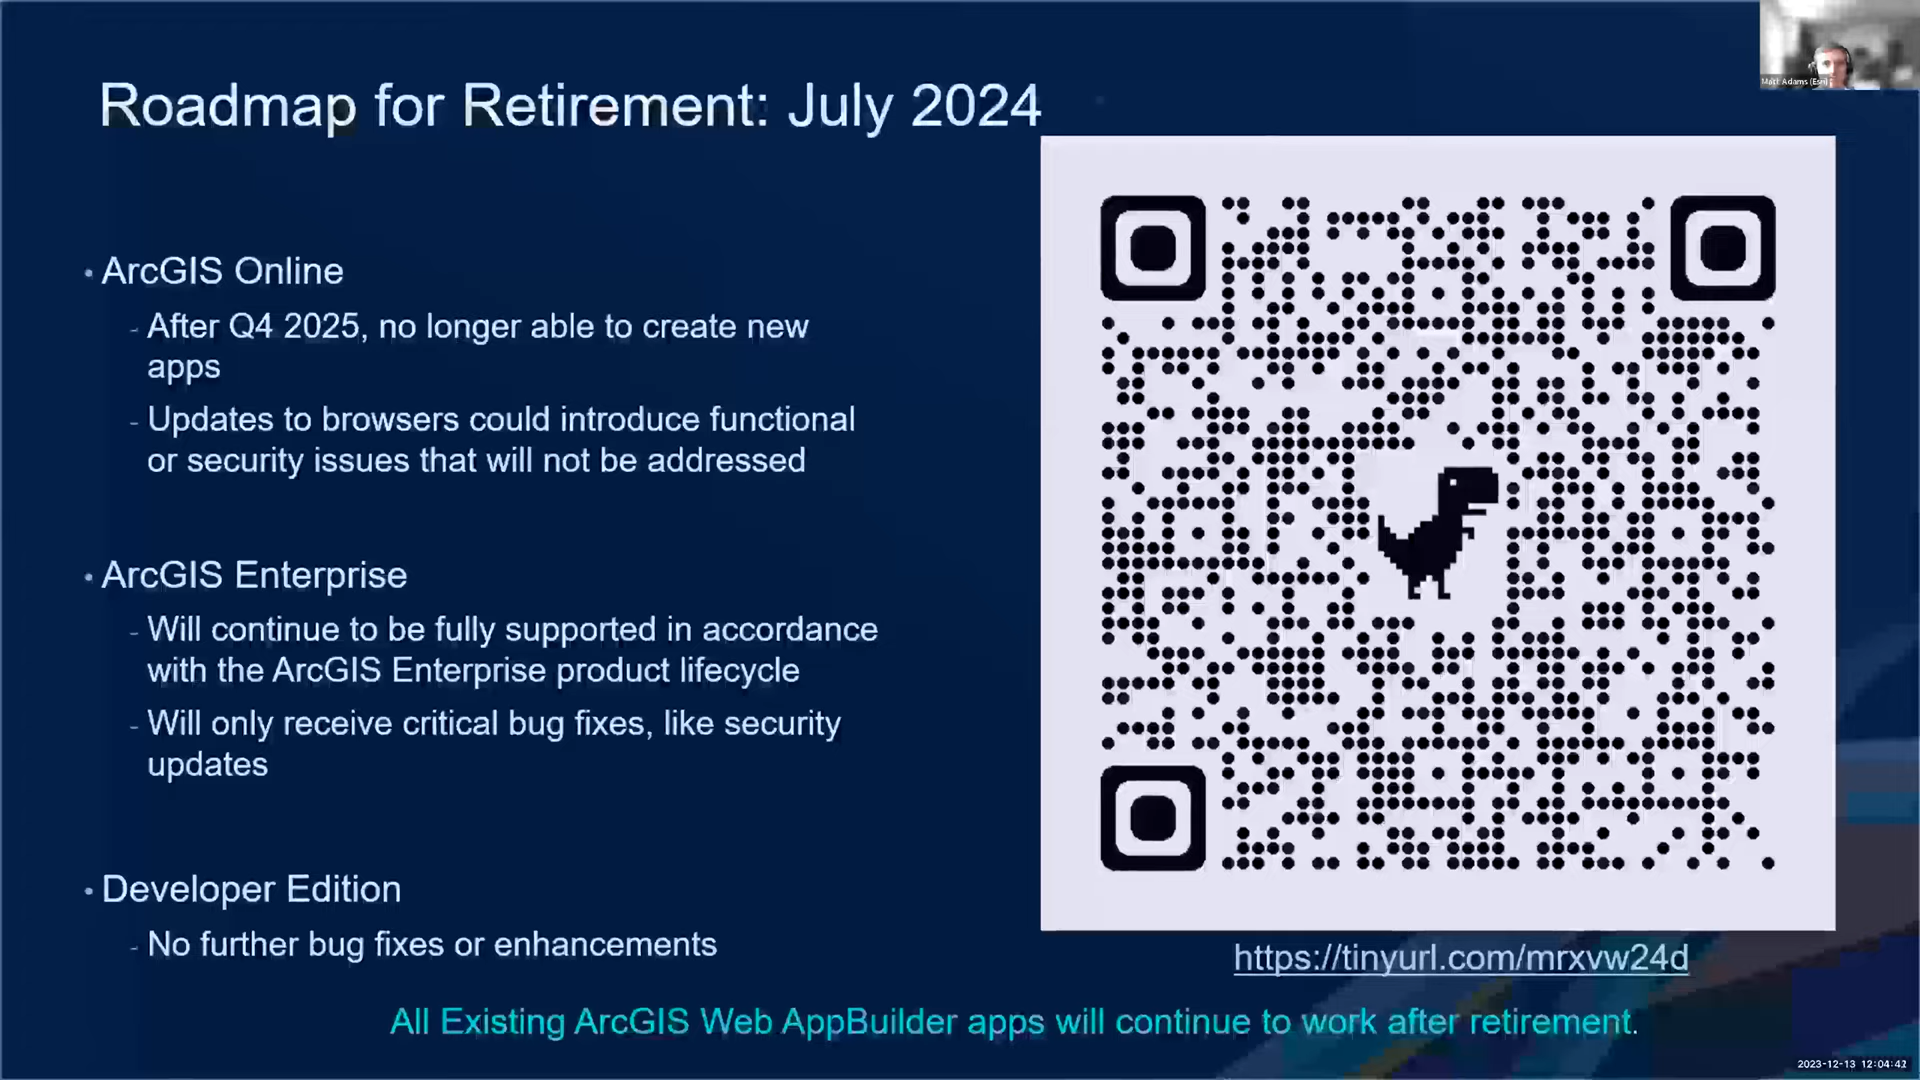 Matt Adams (Esri)
Roadmap for Retirement: July 2024
• ArcGIS Online
- After Q4 2025, no longer able to create new
apps
- Updates to browsers could introduce functional
or security issues that will not be addressed
• ArcGIS Enterprise
- Will continue to be fully supported in accordance
with the ArcGIS Enterprise product lifecycle
- Will only receive critical bug fixes, like security
updates
• Developer Edition
- No further bug fixes or enhancements
https://tinyurl.com/mrxvw24d
All Existing ArcGIS Web AppBuilder apps will continue to work after retirement.
2023-12-13 12:04:42